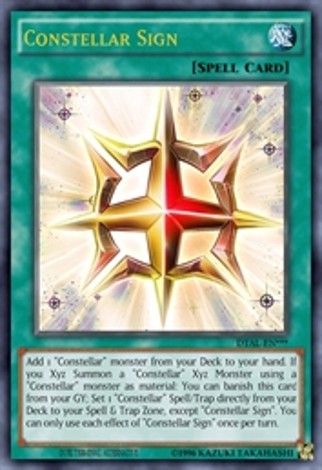 Constellar Sign
[Spell Card]
DTAL-EN***
Add 1 "Constellar" monster from your Deck to your hand. If
you Xyz Summon a "Constellar" Xyz Monster using a
"Constellar" monster as material: You can banish this card
from your GY; Set 1 "Constellar" Spell/Trap directly from your
Deck to your Spell & Trap Zone, except "Constellar Sign". You
can only use each effect of "Constellar Sign" once per turn.
©1996 KAZUKI TAKAHASHI